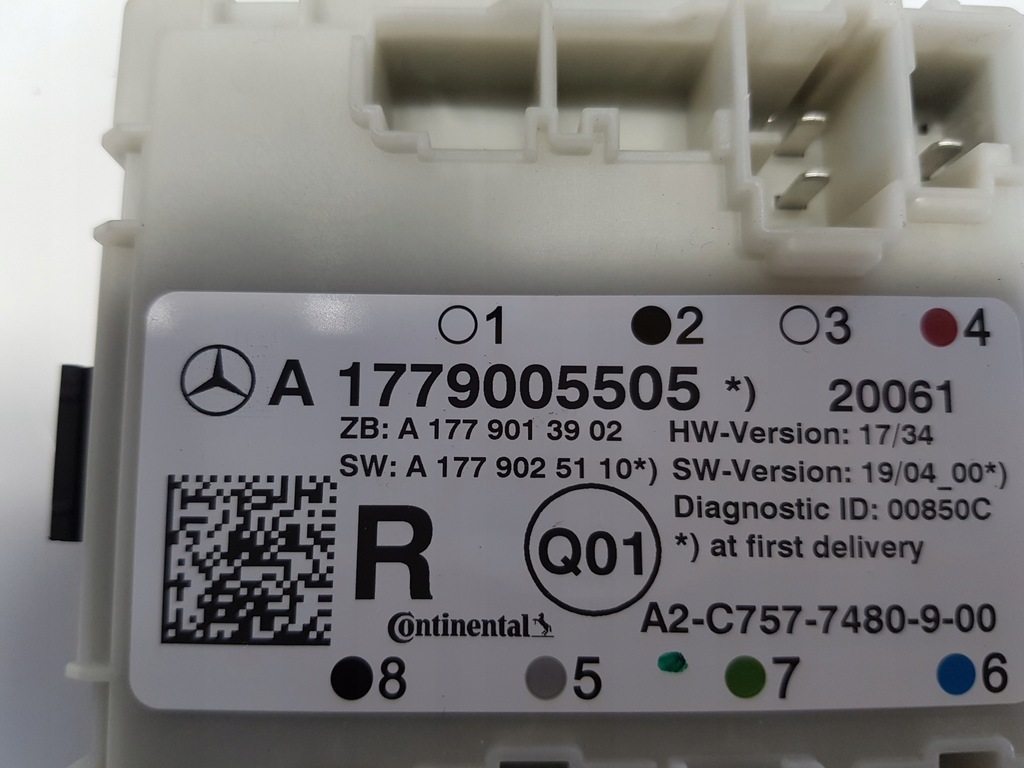 1 2 3 4
A 1779005505 *) 20061
ZB: A 177 901 39 02 HW-Version: 17/34
SW: A 177 902 51 10*) SW-Version: 19/04_00*)
Diagnostic ID: 00850C
R Q01 *) at first delivery
Continental A2-C757-7480-9-00
8 5 7 6